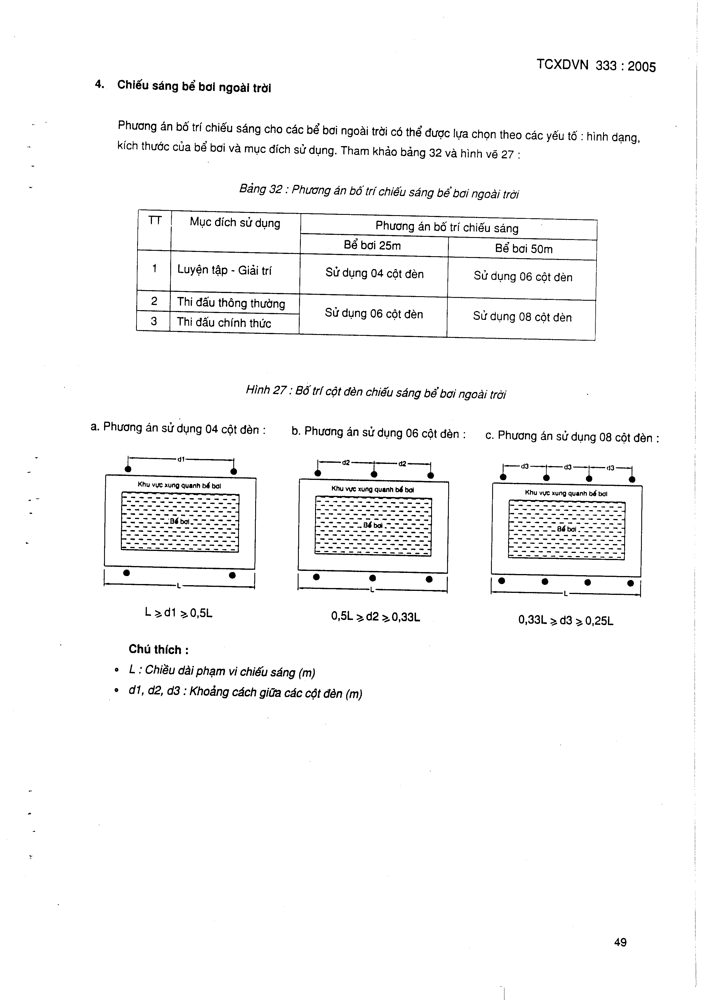 TCXDVN 333 : 2005
4. Chiếu sáng bể bơi ngoài trời
Phương án bố trí chiếu sáng cho các bể bơi ngoài trời có thể được lựa chọn theo các yếu tố : hình dạng,
kích thước của bể bơi và mục đích sử dụng. Tham khảo bảng 32 và hình vẽ 27 :
Bảng 32 : Phương án bố trí chiếu sáng bể bơi ngoài trời
TT Mục đích sử dụng Phương án bố trí chiếu sáng
Bể bơi 25m Bể bơi 50m
1 Luyện tập - Giải trí Sử dụng 04 cột đèn Sử dụng 06 cột đèn
2 Thi đấu thông thường Sử dụng 06 cột đèn Sử dụng 08 cột đèn
3 Thi đấu chính thức
Hình 27 : Bố trí cột đèn chiếu sáng bể bơi ngoài trời
a. Phương án sử dụng 04 cột đèn : b. Phương án sử dụng 06 cột đèn : c. Phương án sử dụng 08 cột đèn :
d1 d2 d2 d3 d3 d3
Khu vực xung quanh bể bơi Khu vực xung quanh bể bơi Khu vực xung quanh bể bơi
Bể bơi Bể bơi Bể bơi
L L L
L ⩾ d1 ⩾ 0,5L 0,5L ⩾ d2 ⩾ 0,33L 0,33L ⩾ d3 ⩾ 0,25L
Chú thích :
• L : Chiều dài phạm vi chiếu sáng (m)
• d1, d2, d3 : Khoảng cách giữa các cột đèn (m)
49